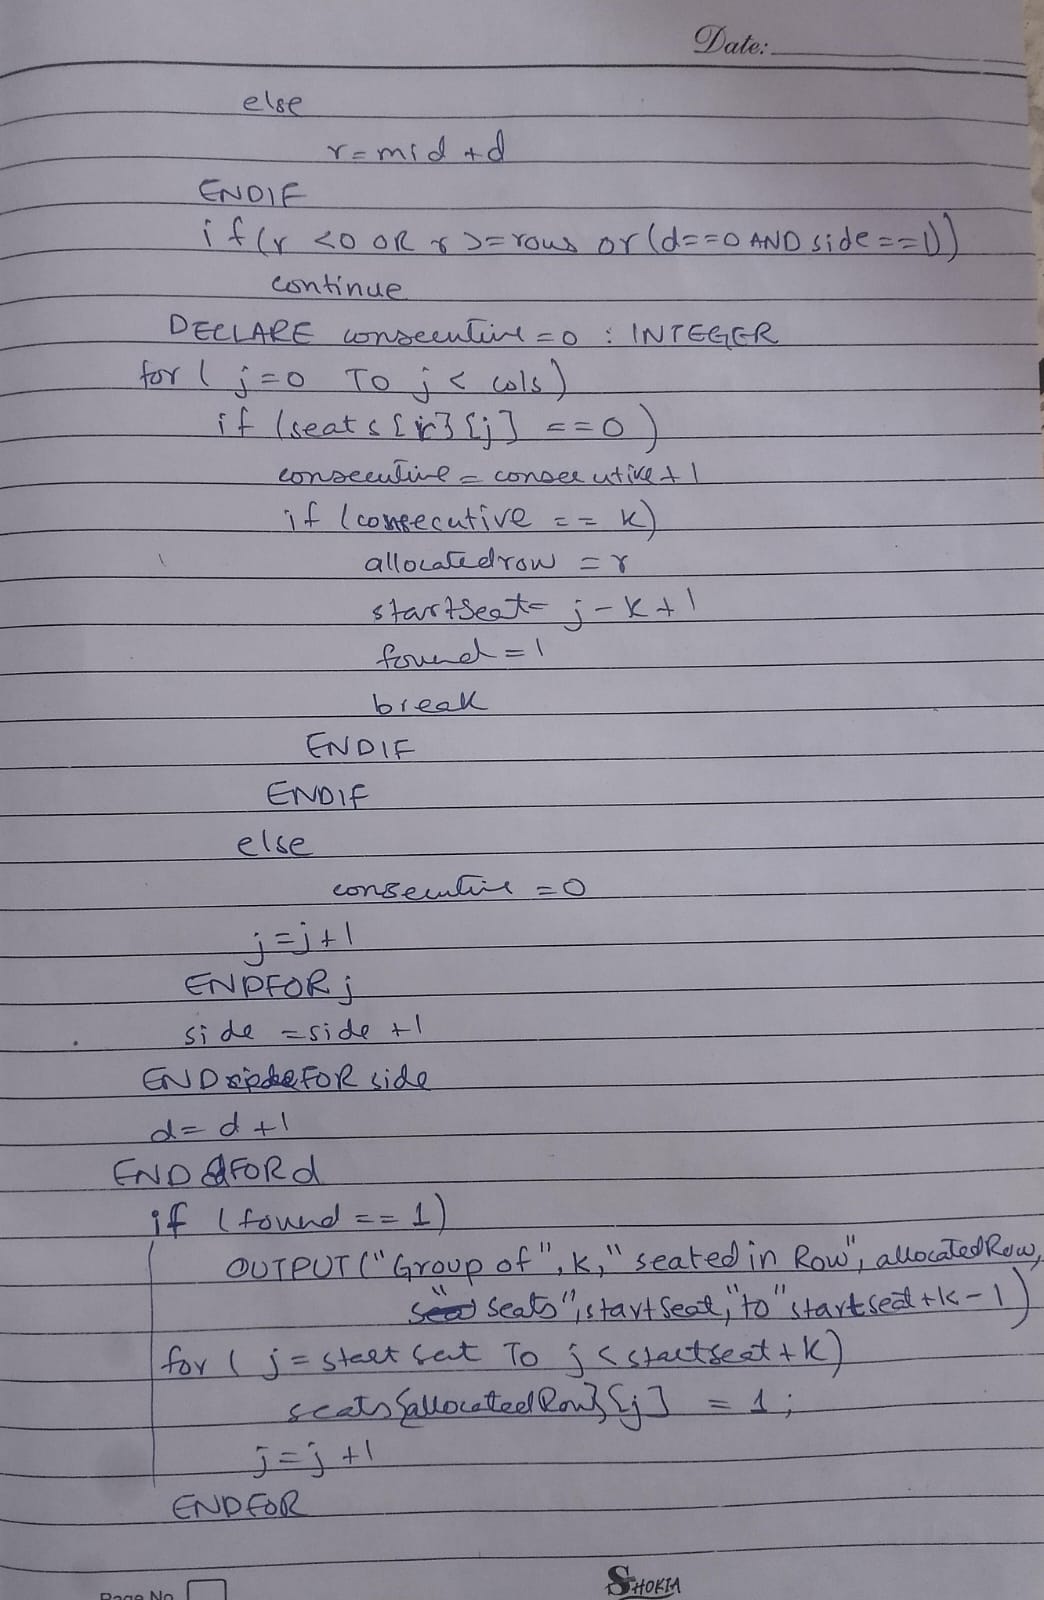 Date:
else
r=mid+d
ENDIF
if(r <0 OR r >=rows or (d==0 AND side==1))
continue
DECLARE consecutive=0 : INTEGER
for ( j=0 TO j < cols)
if (seats[r][j] ==0)
consecutive = consecutive+1
if (consecutive == k)
allocatedrow =r
startSeat= j-k+1
found=1
break
ENDIF
ENDIF
else
consecutive =0
j=j+1
ENDFOR j
side =side +1
END FOR side
d= d+1
END FOR d
if (found==1)
OUTPUT("Group of",k,"seated in Row", allocatedRow,
"Seats",startSeat,"to"startseat+k-1)
for ( j=start seat To j<startseat+k)
seats[allocatedRow][j] = 1;
j=j+1
ENDFOR
Page No
SHOKIA